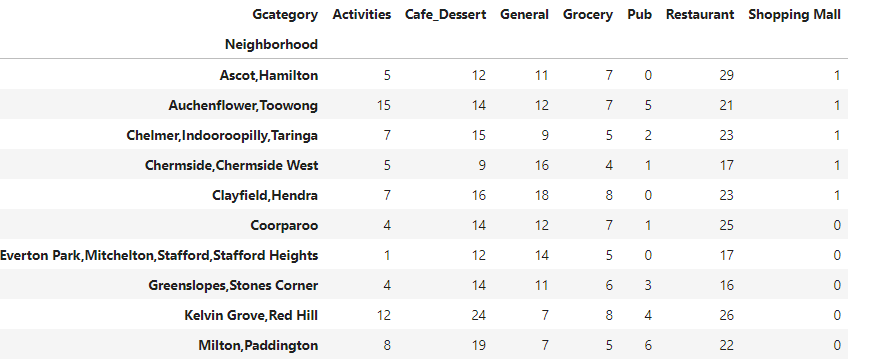 Gcategory Activities Cafe_Dessert General Grocery Pub Restaurant Shopping Mall
Neighborhood
Ascot,Hamilton 5 12 11 7 0 29 1
Auchenflower,Toowong 15 14 12 7 5 21 1
Chelmer,Indooroopilly,Taringa 7 15 9 5 2 23 1
Chermside,Chermside West 5 9 16 4 1 17 1
Clayfield,Hendra 7 16 18 8 0 23 1
Coorparoo 4 14 12 7 1 25 0
Everton Park,Mitchelton,Stafford,Stafford Heights 1 12 14 5 0 17 0
Greenslopes,Stones Corner 4 14 11 6 3 16 0
Kelvin Grove,Red Hill 12 24 7 8 4 26 0
Milton,Paddington 8 19 7 5 6 22 0